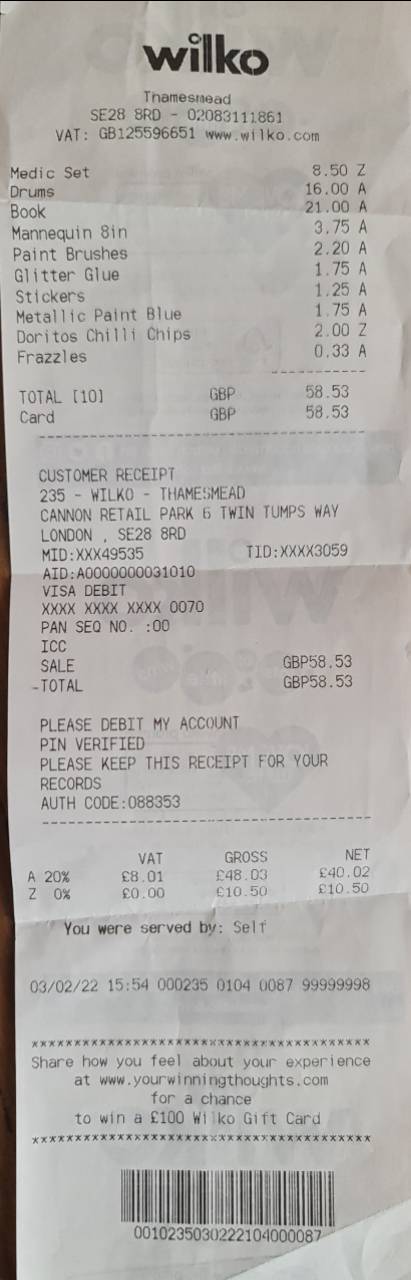 wilko
Thamesmead
SE28 8RD - 02083111861
VAT: GB125596651 www.wilko.com
Medic Set 8.50 Z
Drums 16.00 A
Book 21.00 A
Mannequin 8in 3.75 A
Paint Brushes 2.20 A
Glitter Glue 1.75 A
Stickers 1.25 A
Metallic Paint Blue 1.75 A
Doritos Chilli Chips 2.00 Z
Frazzles 0.33 A
------------
TOTAL [10] GBP 58.53
Card GBP 58.53
----------------------------------------
CUSTOMER RECEIPT
235 - WILKO - THAMESMEAD
CANNON RETAIL PARK 6 TWIN TUMPS WAY
LONDON , SE28 8RD
MID:XXX49535 TID:XXXX3059
AID:A0000000031010
VISA DEBIT
XXXX XXXX XXXX 0070
PAN SEQ NO. :00
ICC
SALE GBP58.53
-TOTAL GBP58.53
PLEASE DEBIT MY ACCOUNT
PIN VERIFIED
PLEASE KEEP THIS RECEIPT FOR YOUR
RECORDS
AUTH CODE:088353
----------------------------------------
VAT GROSS NET
A 20% £8.01 £48.03 £40.02
Z 0% £0.00 £10.50 £10.50
You were served by: Self
03/02/22 15:54 000235 0104 0087 99999998
****************************************
Share how you feel about your experience
at www.yourwinningthoughts.com
for a chance
to win a £100 Wilko Gift Card
****************************************
0010235030222104000087